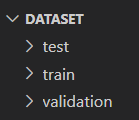 DATASET
test
train
validation